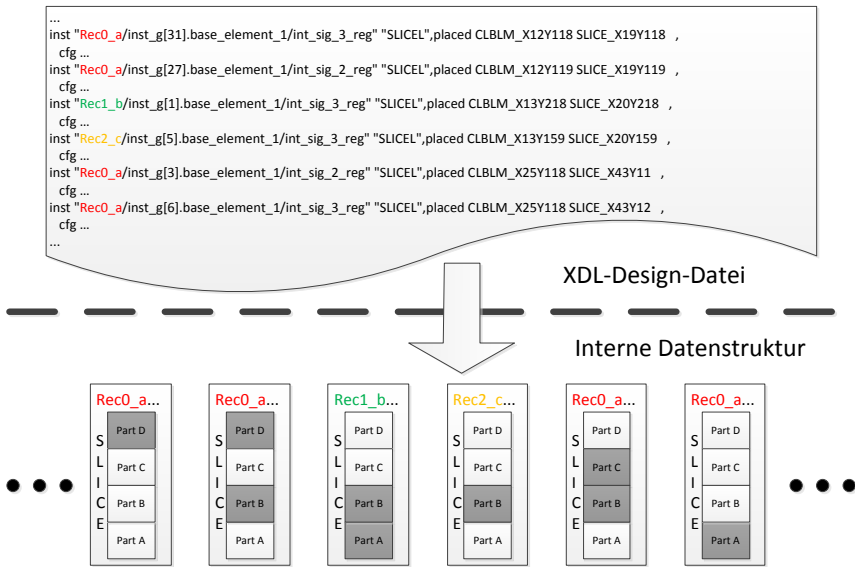 ...
inst "Rec0_a/inst_g[31].base_element_1/int_sig_3_reg" "SLICEL",placed CLBLM_X12Y118 SLICE_X19Y118 ,
cfg ...
inst "Rec0_a/inst_g[27].base_element_1/int_sig_2_reg" "SLICEL",placed CLBLM_X12Y119 SLICE_X19Y119 ,
cfg ...
inst "Rec1_b/inst_g[1].base_element_1/int_sig_3_reg" "SLICEL",placed CLBLM_X13Y218 SLICE_X20Y218 ,
cfg ...
inst "Rec2_c/inst_g[5].base_element_1/int_sig_3_reg" "SLICEL",placed CLBLM_X13Y159 SLICE_X20Y159 ,
cfg ...
inst "Rec0_a/inst_g[3].base_element_1/int_sig_2_reg" "SLICEL",placed CLBLM_X25Y118 SLICE_X43Y11 ,
cfg ...
inst "Rec0_a/inst_g[6].base_element_1/int_sig_3_reg" "SLICEL",placed CLBLM_X25Y118 SLICE_X43Y12 ,
cfg ...
...
XDL-Design-Datei
Interne Datenstruktur
Rec0_a...
SLICE
Part D
Part C
Part B
Part A
Rec0_a...
SLICE
Part D
Part C
Part B
Part A
Rec1_b...
SLICE
Part D
Part C
Part B
Part A
Rec2_c...
SLICE
Part D
Part C
Part B
Part A
Rec0_a...
SLICE
Part D
Part C
Part B
Part A
Rec0_a...
SLICE
Part D
Part C
Part B
Part A